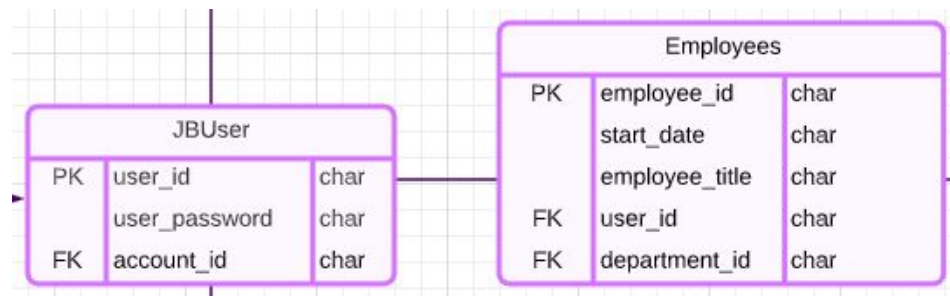 JBUser
PK user_id char
user_password char
FK account_id char
Employees
PK employee_id char
start_date char
employee_title char
FK user_id char
FK department_id char